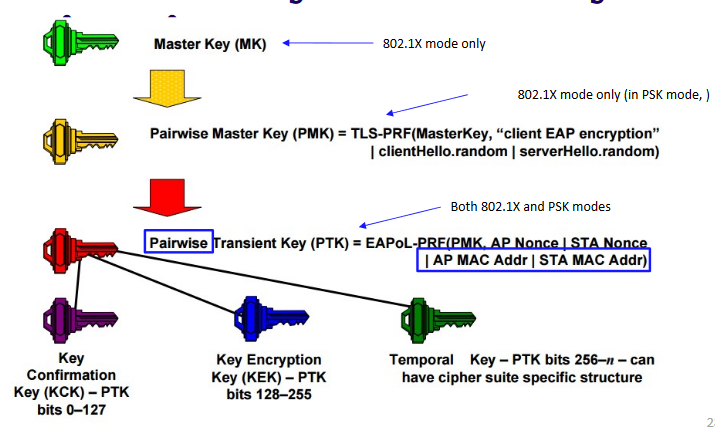 Master Key (MK)
802.1X mode only
802.1X mode only (in PSK mode, )
Pairwise Master Key (PMK) = TLS-PRF(MasterKey, “client EAP encryption”
| clientHello.random | serverHello.random)
Both 802.1X and PSK modes
Pairwise Transient Key (PTK) = EAPoL-PRF(PMK, AP Nonce | STA Nonce
| AP MAC Addr | STA MAC Addr)
Key
Confirmation
Key (KCK) – PTK
bits 0–127
Key Encryption
Key (KEK) – PTK
bits 128–255
Temporal Key – PTK bits 256–n – can
have cipher suite specific structure